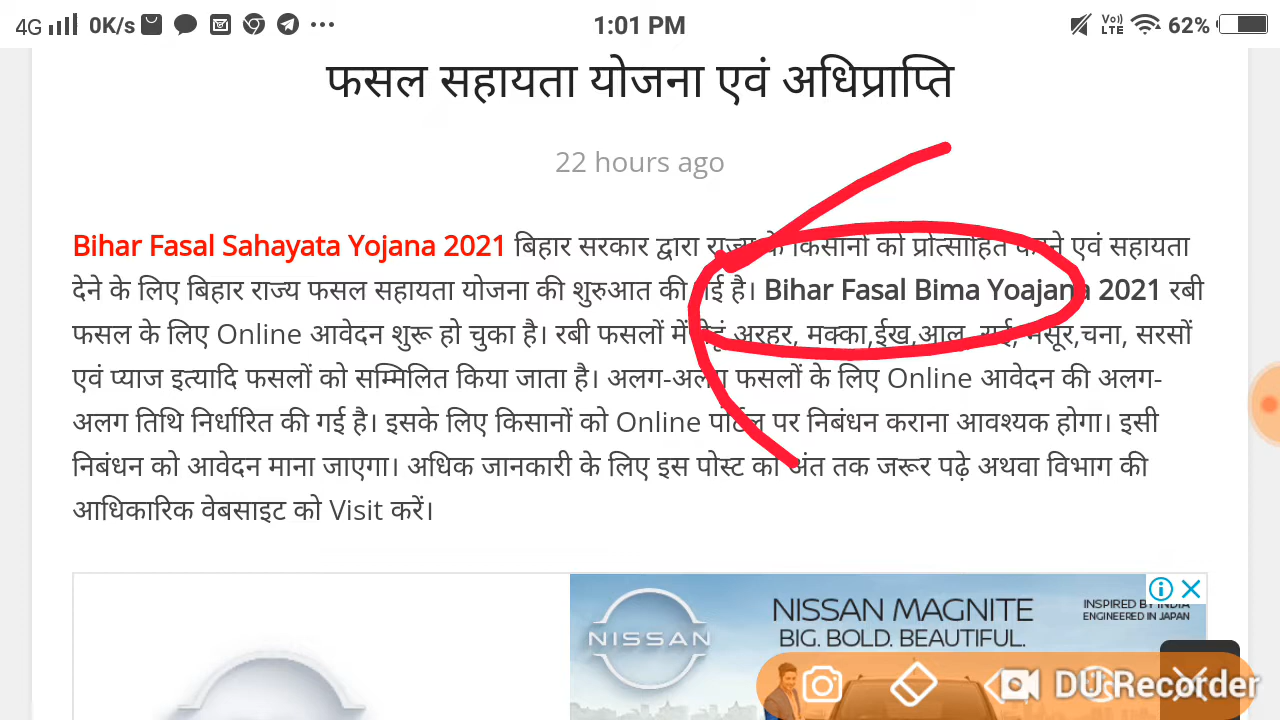 4G 0K/s 1:01 PM Vo)) LTE 62%
फसल सहायता योजना एवं अधिप्राप्ति
22 hours ago
Bihar Fasal Sahayata Yojana 2021 बिहार सरकार द्वारा राज्य के किसानों को प्रोत्साहित करने एवं सहायता
देने के लिए बिहार राज्य फसल सहायता योजना की शुरुआत की गई है। Bihar Fasal Bima Yoajana 2021 रबी
फसल के लिए Online आवेदन शुरू हो चुका है। रबी फसलों में गेहूं अरहर, मक्का,ईख,आलू, राई, मसूर,चना, सरसों
एवं प्याज इत्यादि फसलों को सम्मिलित किया जाता है। अलग-अलग फसलों के लिए Online आवेदन की अलग-
अलग तिथि निर्धारित की गई है। इसके लिए किसानों को Online पोर्टल पर निबंधन कराना आवश्यक होगा। इसी
निबंधन को आवेदन माना जाएगा। अधिक जानकारी के लिए इस पोस्ट को अंत तक जरूर पढ़े अथवा विभाग की
आधिकारिक वेबसाइट को Visit करें।
NISSAN
NISSAN MAGNITE
BIG. BOLD. BEAUTIFUL.
INSPIRED BY INDIA
ENGINEERED IN JAPAN
DU Recorder